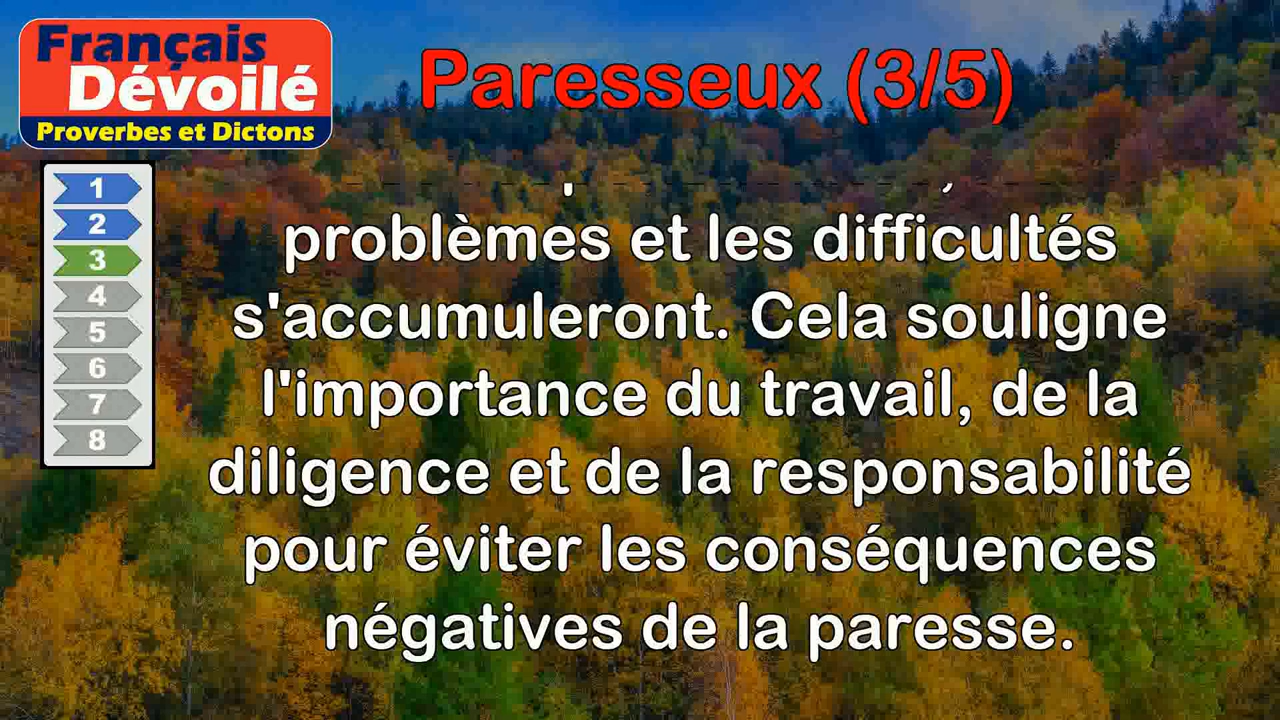 Français
Dévoilé
Proverbes et Dictons
Paresseux (3/5)
1
2
3
4
5
6
7
8
problèmes et les difficultés
s'accumuleront. Cela souligne
l'importance du travail, de la
diligence et de la responsabilité
pour éviter les conséquences
négatives de la paresse.